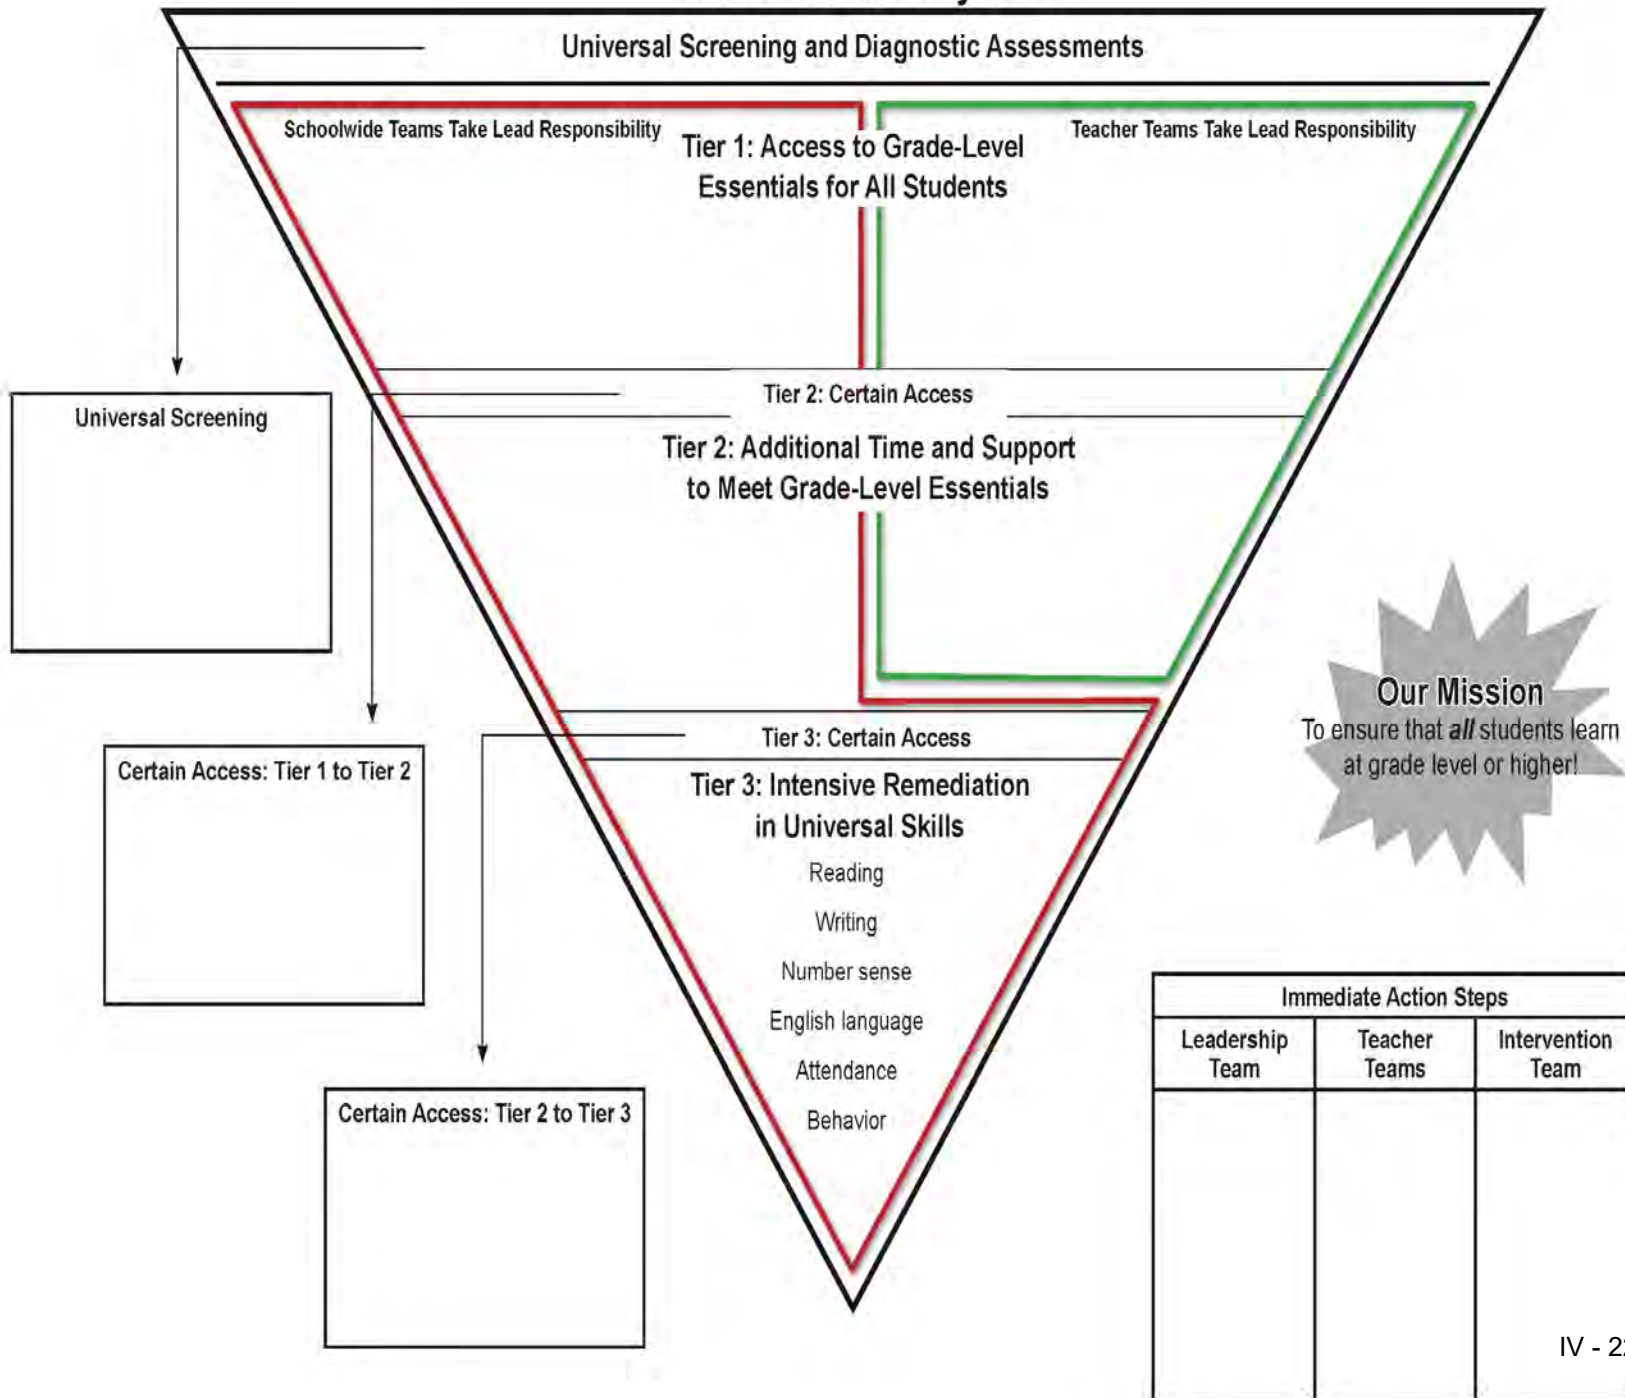 Universal Screening and Diagnostic Assessments
Schoolwide Teams Take Lead Responsibility
Teacher Teams Take Lead Responsibility
Tier 1: Access to Grade-Level
Essentials for All Students
Tier 2: Certain Access
Universal Screening
Tier 2: Additional Time and Support
to Meet Grade-Level Essentials
Our Mission
To ensure that all students learn
at grade level or higher!
Tier 3: Certain Access
Certain Access: Tier 1 to Tier 2
Tier 3: Intensive Remediation
in Universal Skills
Reading
Writing
Number sense
English language
Attendance
Behavior
Certain Access: Tier 2 to Tier 3
Immediate Action Steps
Leadership
Team
Teacher
Teams
Intervention
Team
IV -